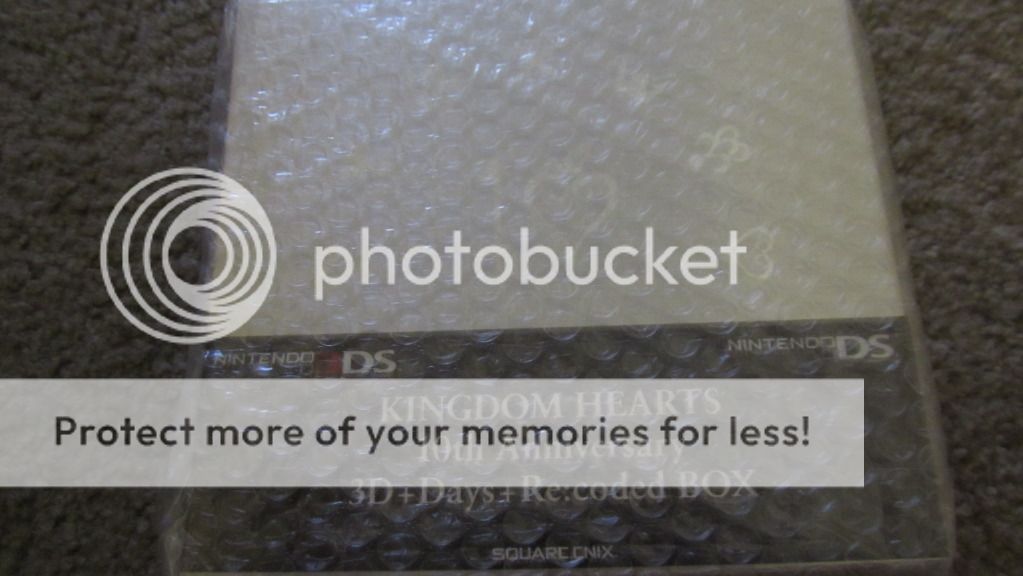 photobucket
NINTENDO 3DS
NINTENDO DS
Protect more of your memories for less!
KINGDOM HEARTS
10th Anniversary
3D+Days+Re:coded BOX
SQUARE ENIX